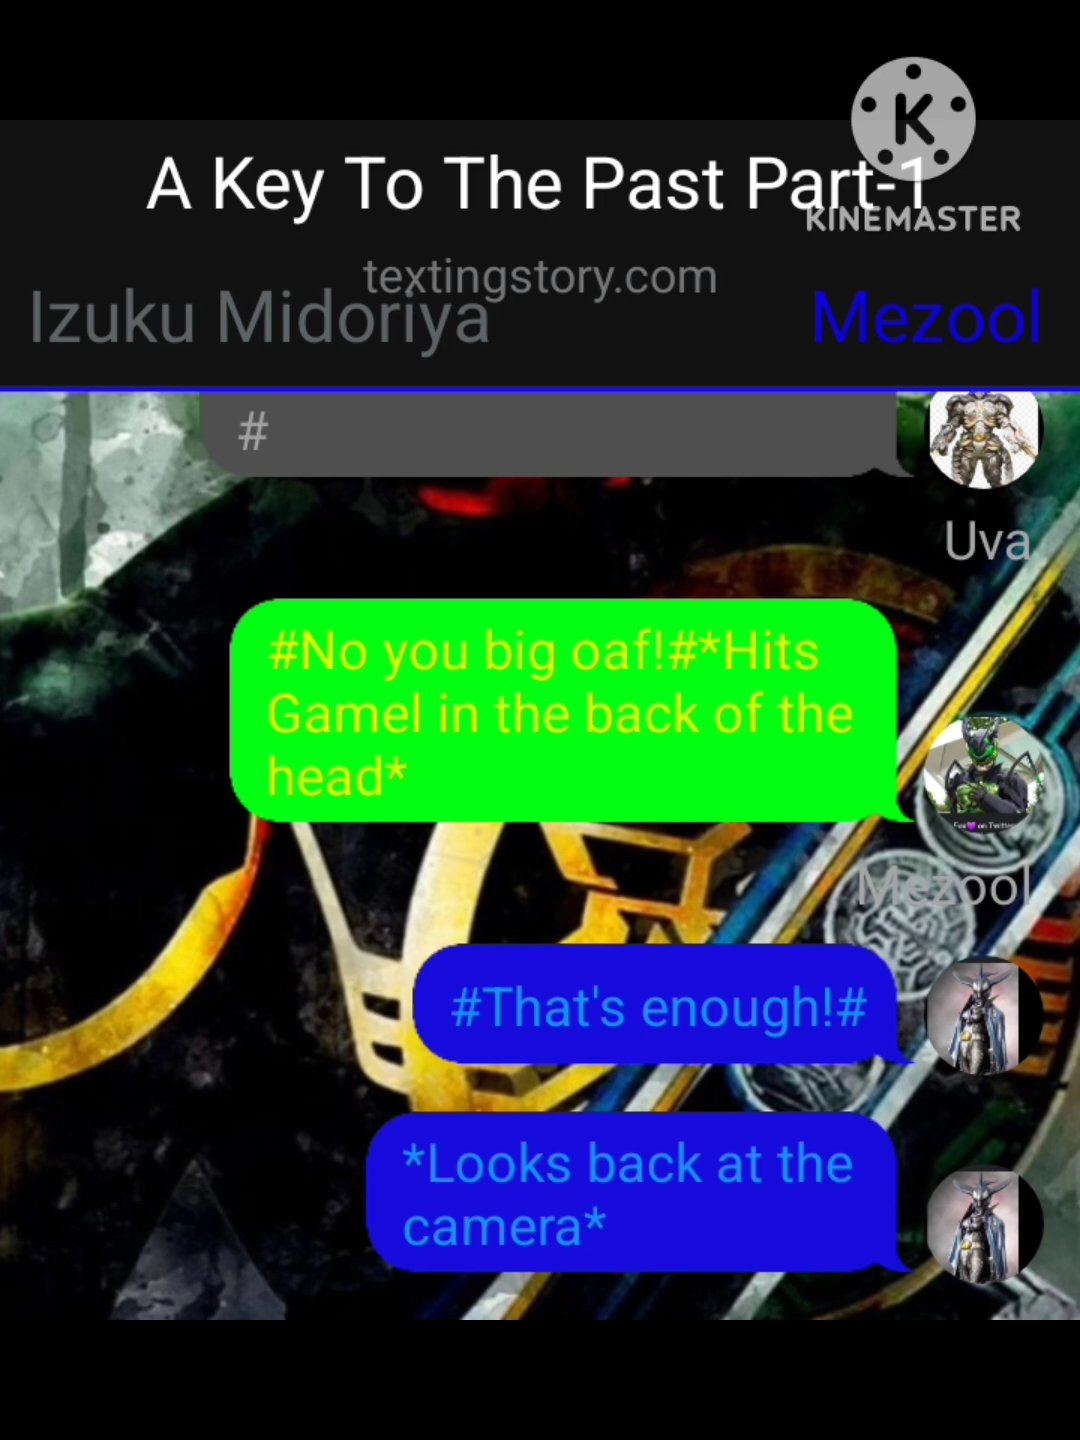 A Key To The Past Part-1
K
KINEMASTER
textingstory.com
Izuku Midoriya
Mezool
#
Uva
#No you big oaf!#*Hits
Gamel in the back of the
head*
Mezool
#That's enough!#
*Looks back at the
camera*